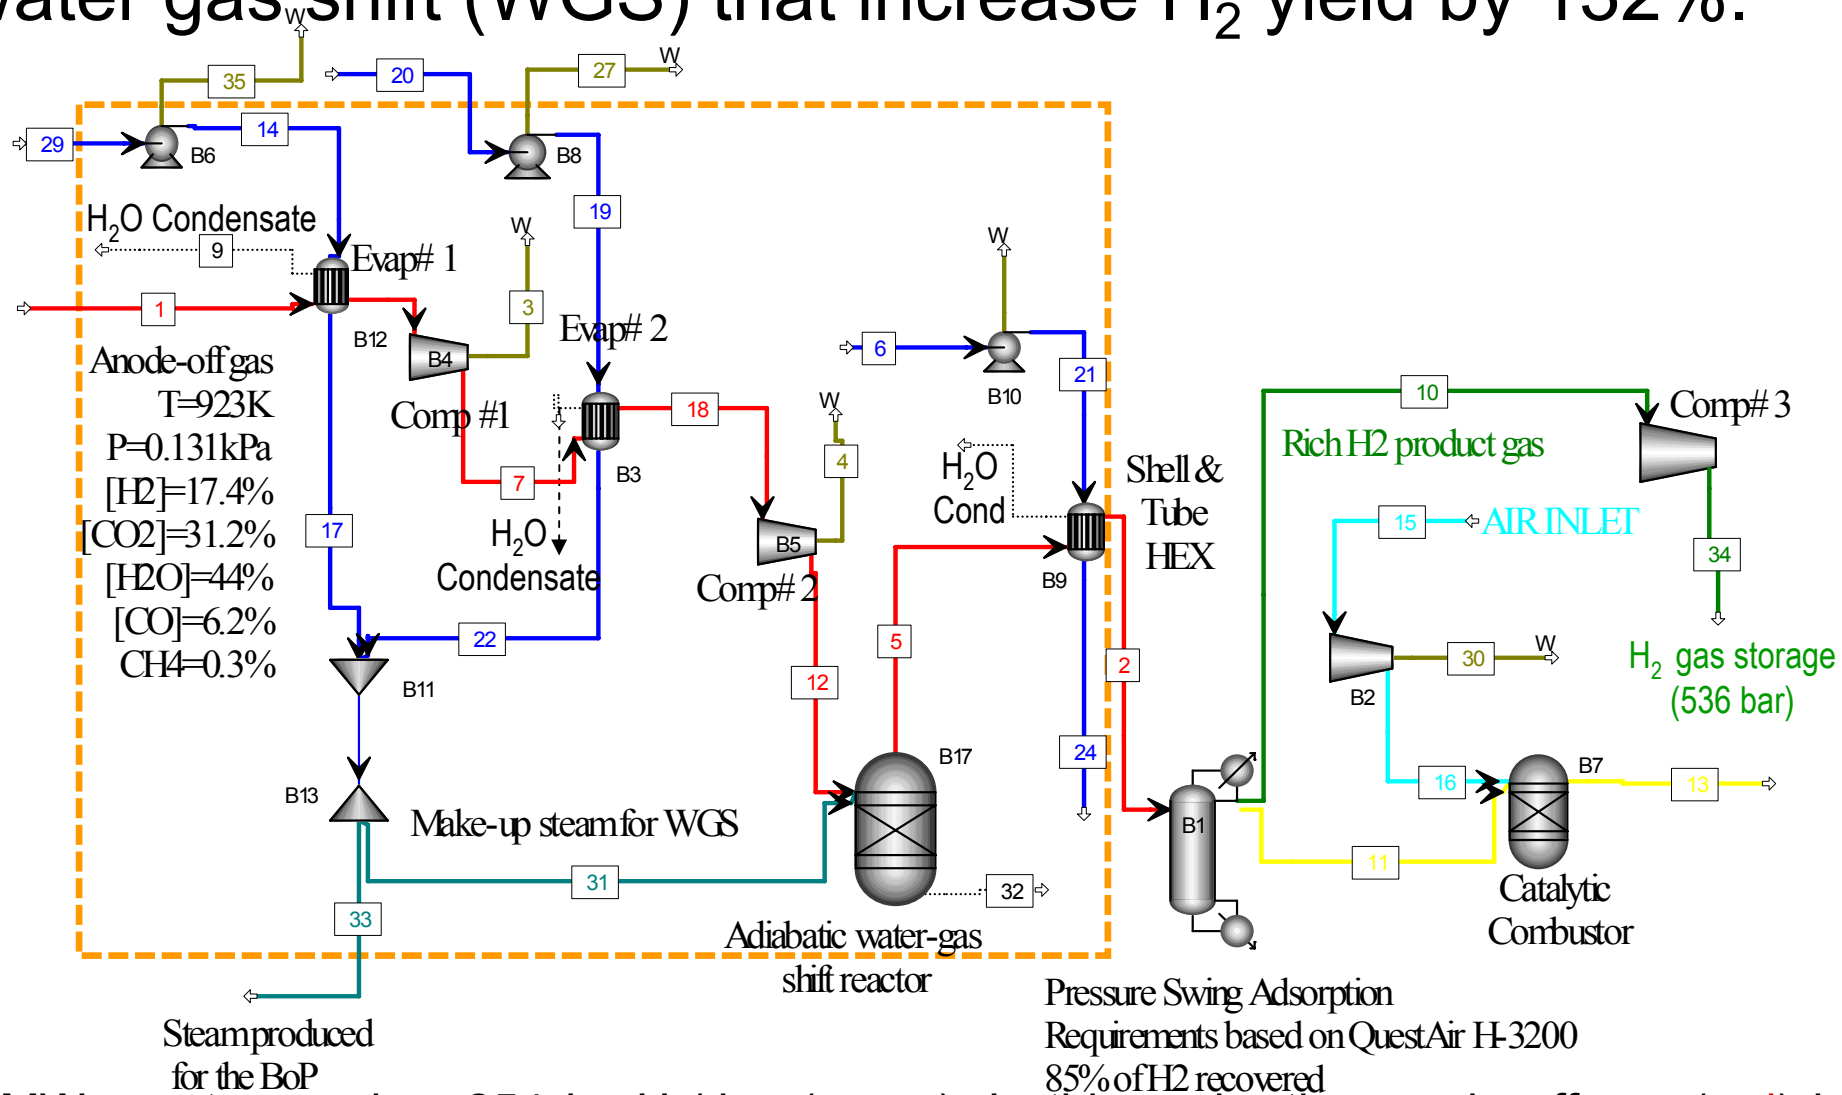 water gas shift (WGS) that increase H2 yield by 132%.
W
35
20
27
W
29
14
B6
B8
19
H2O Condensate
9
Evap# 1
W
3
W
1
B12
B4
Evap# 2
6
21
B10
Anode-off gas
T=923K
P=0.131kPa
[H2]=17.4%
[CO2]=31.2%
[H2O]=44%
[CO]=6.2%
CH4=0.3%
Comp #1
18
W
4
7
B3
H2O
Condensate
17
B5
Comp# 2
H2O
Cond
B9
Shell &
Tube
HEX
10
Comp# 3
Rich H2 product gas
15
AIR INLET
34
22
B11
12
5
2
30
W
B2
H2 gas storage
(536 bar)
24
B13
B17
Make-up steam for WGS
31
32
33
B1
16
B7
13
11
Catalytic
Combustor
Adiabatic water-gas
shift reactor
Steam produced
for the BoP
Pressure Swing Adsorption
Requirements based on QuestAir H-3200
85% of H2 recovered